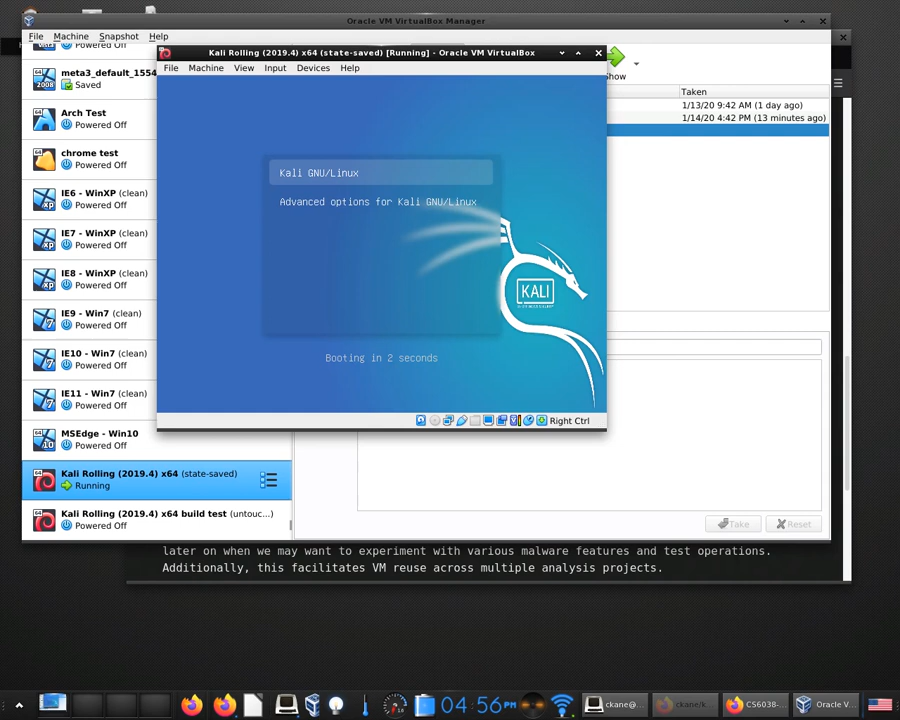 Oracle VM VirtualBox Manager
File Machine Snapshot Help
Powered Off
meta3_default_1554
Saved
Arch Test
Powered Off
chrome test
Powered Off
IE6 - WinXP (clean)
Powered Off
IE7 - WinXP (clean)
Powered Off
IE8 - WinXP (clean)
Powered Off
IE9 - Win7 (clean)
Powered Off
IE10 - Win7 (clean)
Powered Off
IE11 - Win7 (clean)
Powered Off
MSEdge - Win10
Powered Off
Kali Rolling (2019.4) x64 (state-saved)
Running
Kali Rolling (2019.4) x64 build test (untouc...)
Powered Off
Kali Rolling (2019.4) x64 (state-saved) [Running] - Oracle VM VirtualBox
File Machine View Input Devices Help
Kali GNU/Linux
Advanced options for Kali GNU/Linux
KALI
Booting in 2 seconds
Right Ctrl
Show
Taken
1/13/20 9:42 AM (1 day ago)
1/14/20 4:42 PM (13 minutes ago)
Take Reset
later on when we may want to experiment with various malware features and test operations.
Additionally, this facilitates VM reuse across multiple analysis projects.
04:56 PM
ckane@...
ckane/k...
CS6038-...
Oracle V...